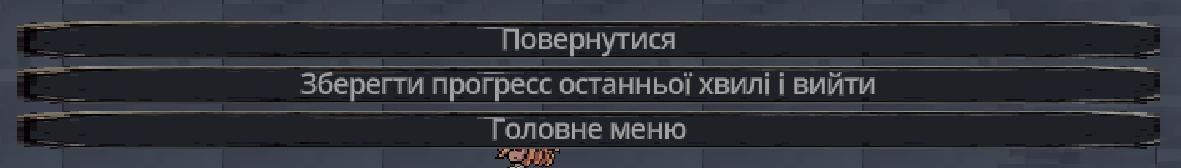 Повернутися
Зберегти прогресс останньої хвилі і вийти
Головне меню